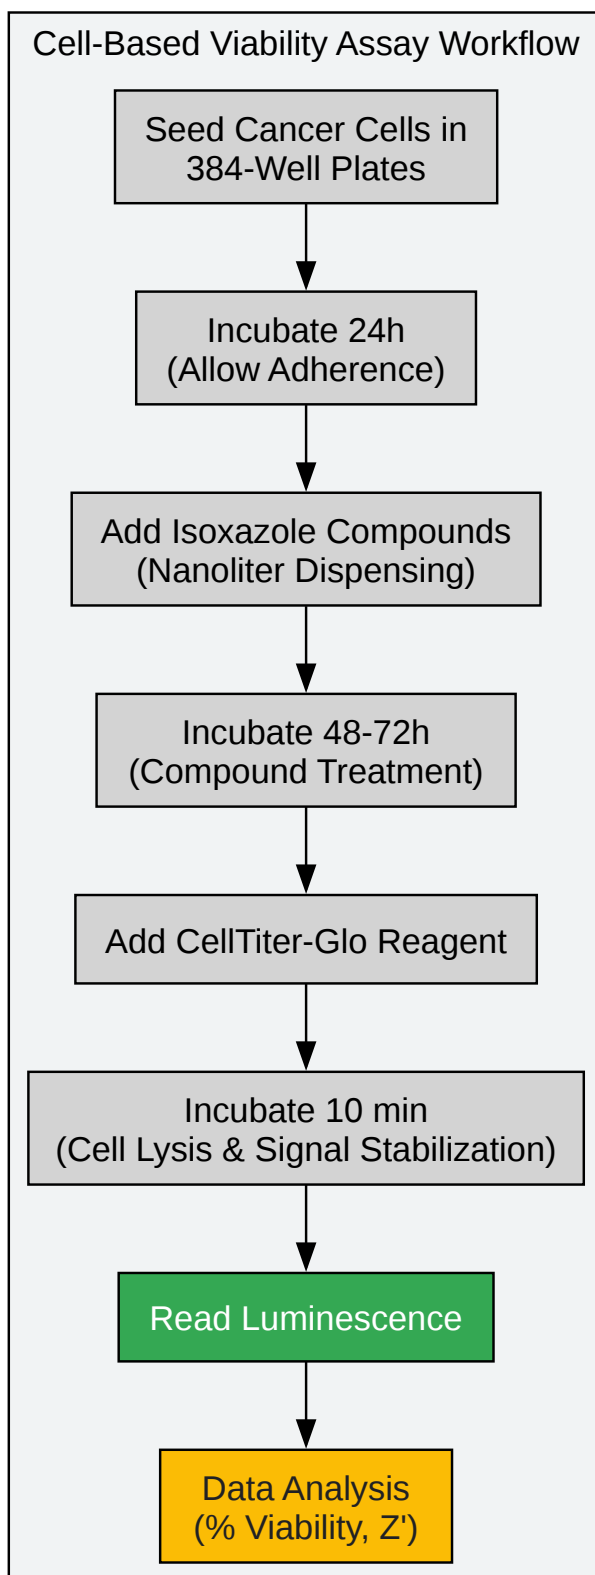 Cell-Based Viability Assay Workflow
Seed Cancer Cells in
384-Well Plates
Incubate 24h
(Allow Adherence)
Add Isoxazole Compounds
(Nanoliter Dispensing)
Incubate 48-72h
(Compound Treatment)
Add CellTiter-Glo Reagent
Incubate 10 min
(Cell Lysis & Signal Stabilization)
Read Luminescence
Data Analysis
(% Viability, Z')